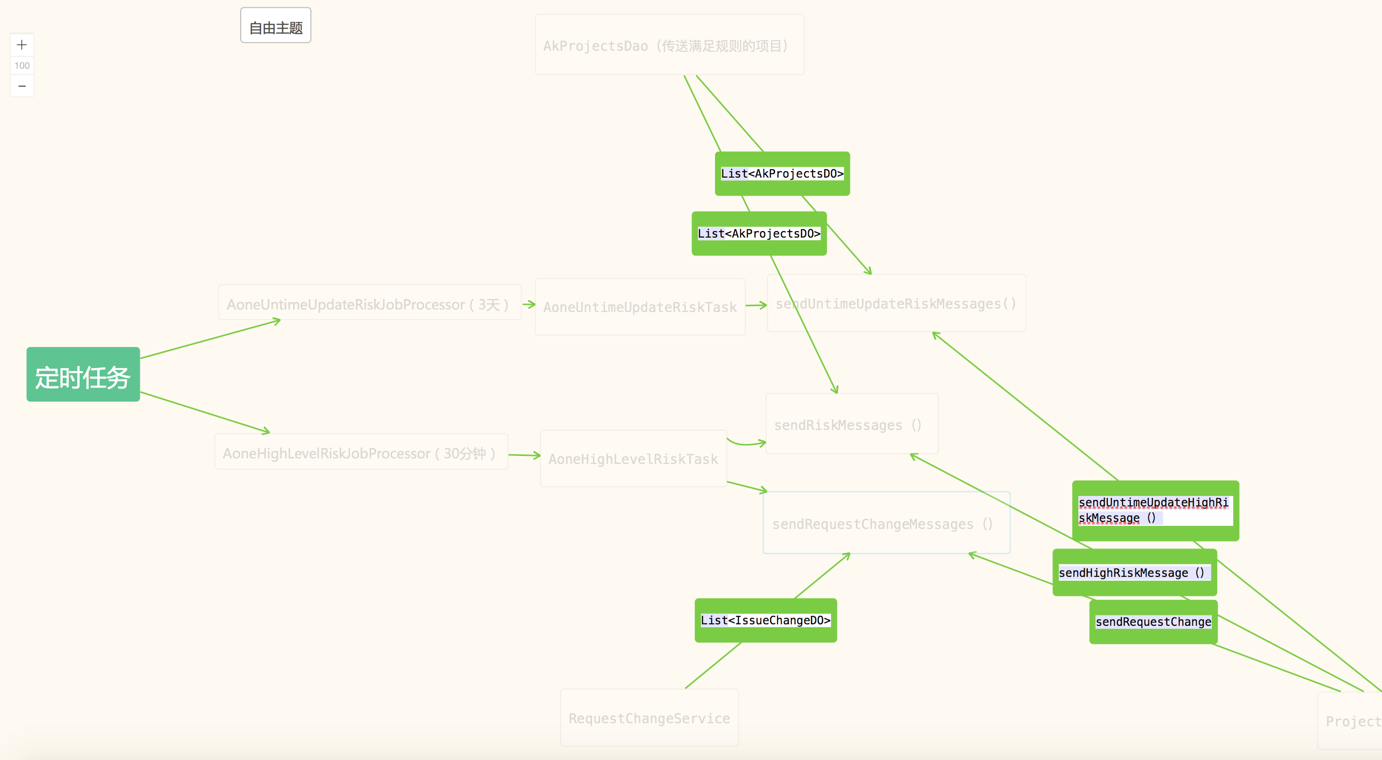 自由主题
+
100
−
AkProjectsDao（传送满足规则的项目）
List<AkProjectsDO>
List<AkProjectsDO>
AoneUntimeUpdateRiskJobProcessor（3天）
AoneUntimeUpdateRiskTask
sendUntimeUpdateRiskMessages()
定时任务
AoneHighLevelRiskJobProcessor（30分钟）
AoneHighLevelRiskTask
sendRiskMessages（）
sendRequestChangeMessages（）
sendUntimeUpdateHighRi
skMessage（）
sendHighRiskMessage（）
sendRequestChange
List<IssueChangeDO>
RequestChangeService
Project